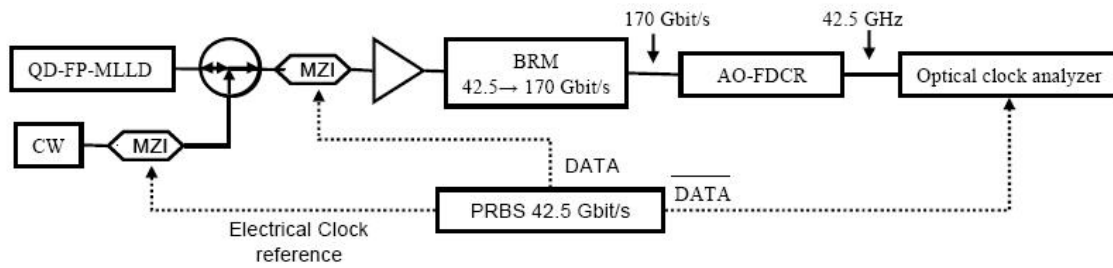 170 Gbit/s
42.5 GHz
QD-FP-MLLD
MZI
BRM
42.5→ 170 Gbit/s
AO-FDCR
Optical clock analyzer
CW
MZI
DATA
DATA
PRBS 42.5 Gbit/s
Electrical Clock
reference